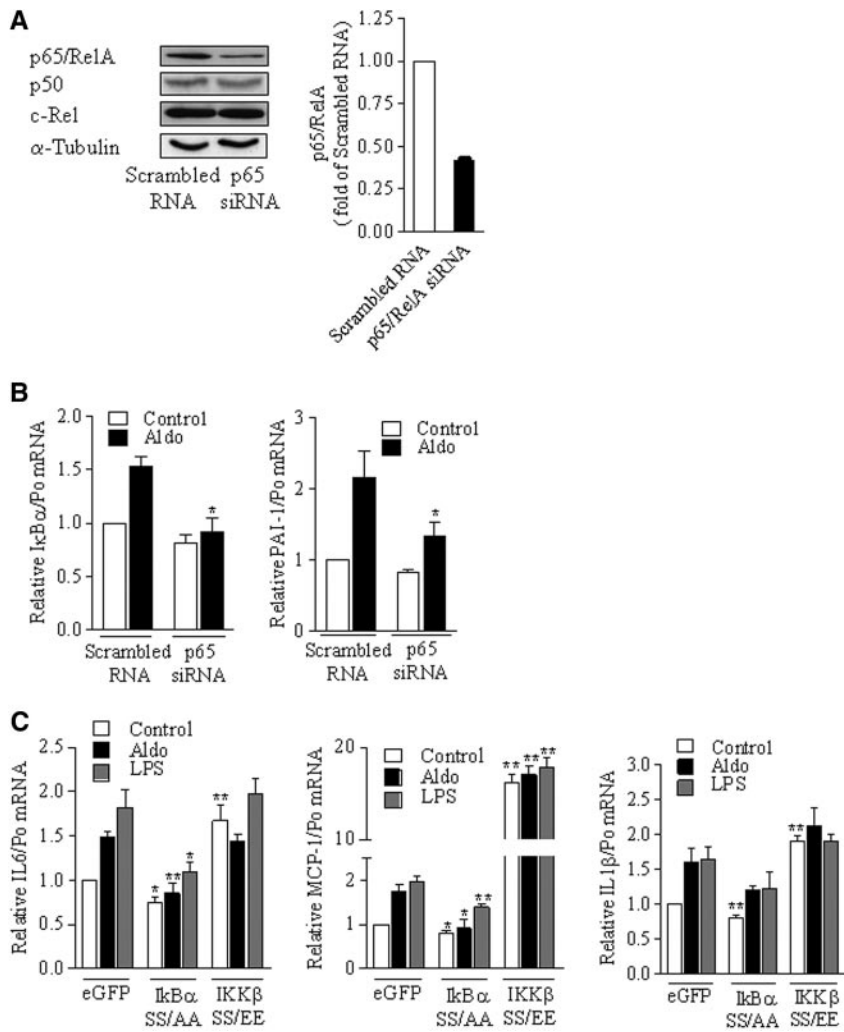 A
p65/RelA
p50
c-Rel
α-Tubulin
Scrambled p65
RNA siRNA
p65/RelA
(fold of Scrambled RNA)
1.25
1.00
0.75
0.50
0.25
0.00
Scrambled RNA
p65/RelA siRNA
B
Relative IκBα/Po mRNA
2.0
1.5
1.0
0.5
0.0
Control
Aldo
*
Scrambled p65
RNA siRNA
Relative PAI-1/Po mRNA
3
2
1
0
Control
Aldo
*
Scrambled p65
RNA siRNA
C
Relative IL6/Po mRNA
2.5
2.0
1.5
1.0
0.5
0.0
Control
Aldo
LPS
* ** * **
eGFP IkBα IKKβ
SS/AA SS/EE
Relative MCP-1/Po mRNA
20
10
2
1
0
Control
Aldo
LPS
* * ** ** ** **
eGFP IkBα IKKβ
SS/AA SS/EE
Relative IL1β/Po mRNA
3.0
2.5
2.0
1.5
1.0
0.5
0.0
Control
Aldo
LPS
** **
eGFP IkBα IKKβ
SS/AA SS/EE